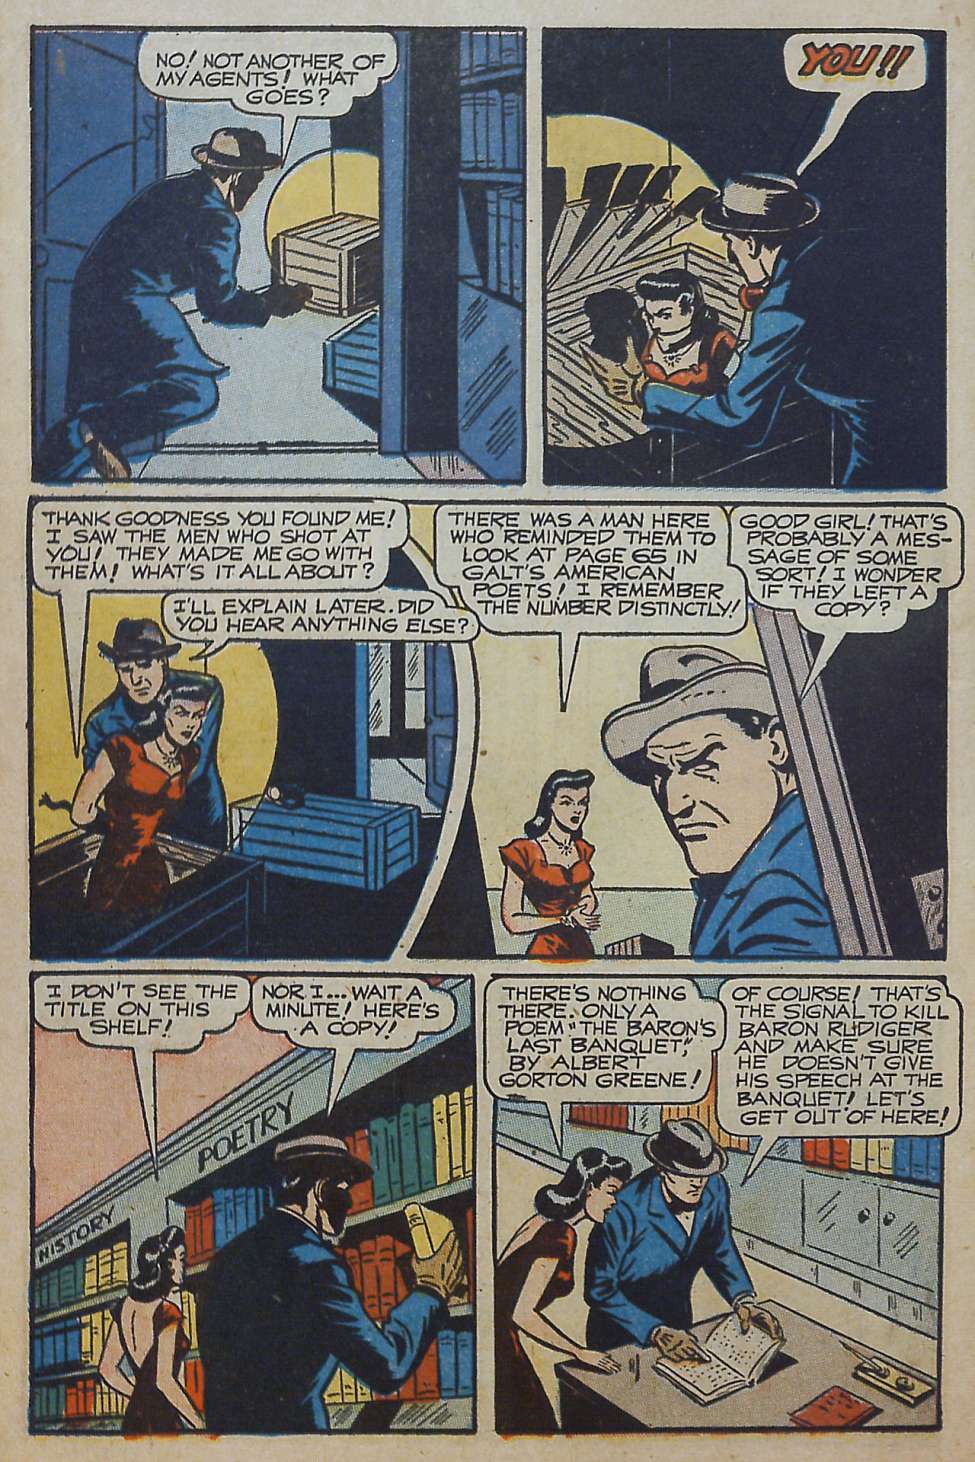 NO! NOT ANOTHER OF
MY AGENTS! WHAT
GOES?
YOU!!
THANK GOODNESS YOU FOUND ME!
I SAW THE MEN WHO SHOT AT
YOU! THEY MADE ME GO WITH
THEM! WHAT'S IT ALL ABOUT?
I'LL EXPLAIN LATER. DID
YOU HEAR ANYTHING ELSE?
THERE WAS A MAN HERE
WHO REMINDED THEM TO
LOOK AT PAGE 65 IN
GALT'S AMERICAN
POETS! I REMEMBER
THE NUMBER DISTINCTLY!
GOOD GIRL! THAT'S
PROBABLY A MES-
SAGE OF SOME
SORT! I WONDER
IF THEY LEFT A
COPY?
I DON'T SEE THE
TITLE ON THIS
SHELF!
NOR I... WAIT A
MINUTE! HERE'S
A COPY!
POETRY
HISTORY
THERE'S NOTHING
THERE. ONLY A
POEM "THE BARON'S
LAST BANQUET,"
BY ALBERT
GORTON GREENE!
OF COURSE! THAT'S
THE SIGNAL TO KILL
BARON RUDIGER
AND MAKE SURE
HE DOESN'T GIVE
HIS SPEECH AT THE
BANQUET! LET'S
GET OUT OF HERE!